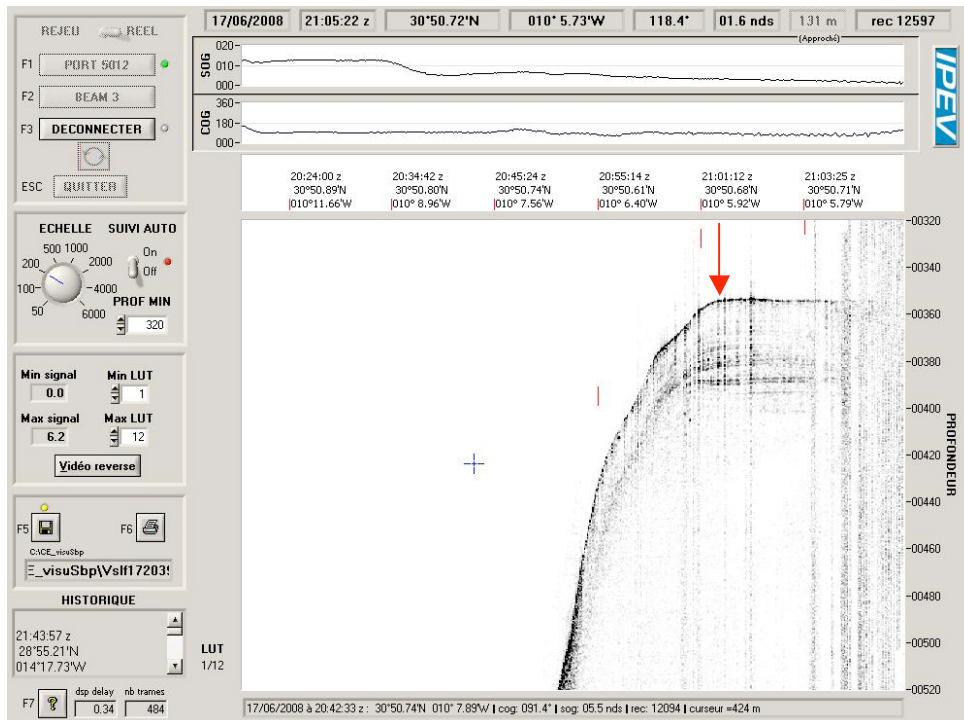 17/06/2008 21:05:22 z 30°50.72'N 010° 5.73'W 118.4° 01.6 nds 131 m rec 12597
(Approché)
REJEU REEL
F1 PORT 5012
F2 BEAM 3
F3 DECONNECTER
ESC QUITTER
SOG
020-
010-
000-
COG
360-
180-
000-
IPEV
20:24:00 z 20:34:42 z 20:45:24 z 20:55:14 z 21:01:12 z 21:03:25 z
30°50.89'N 30°50.80'N 30°50.74'N 30°50.61'N 30°50.68'N 30°50.71'N
010°11.66'W 010° 8.96'W 010° 7.56'W 010° 6.40'W 010° 5.92'W 010° 5.79'W
ECHELLE SUIVI AUTO
500 1000
200 2000
100- -4000
50 6000
On
Off
PROF MIN
320
Min signal Min LUT
0.0 1
Max signal Max LUT
6.2 12
Vidéo reverse
F5 F6
C:\CE_visuSbp
E_visuSbp\Vslf172039
HISTORIQUE
21:43:57 z
28°55.21'N
014°17.73'W
LUT
1/12
F7 ? dsp delay nb trames
0.34 484
-00320
-00340
-00360
-00380
-00400
-00420
-00440
-00460
-00480
-00500
-00520
PROFONDEUR
17/06/2008 à 20:42:33 z : 30°50.74'N 010° 7.89'W | cog: 091.4° | sog: 05.5 nds | rec: 12094 | curseur =424 m